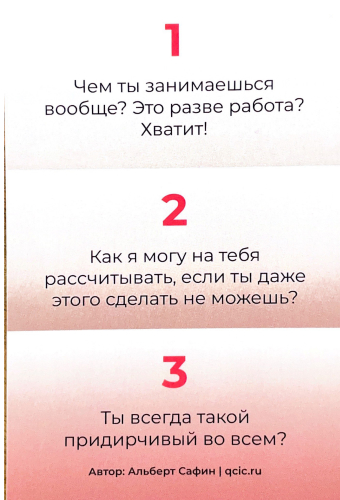 1
Чем ты занимаешься
вообще? Это разве работа?
Хватит!
2
Как я могу на тебя
рассчитывать, если ты даже
этого сделать не можешь?
3
Ты всегда такой
придирчивый во всем?
Автор: Альберт Сафин | qcic.ru